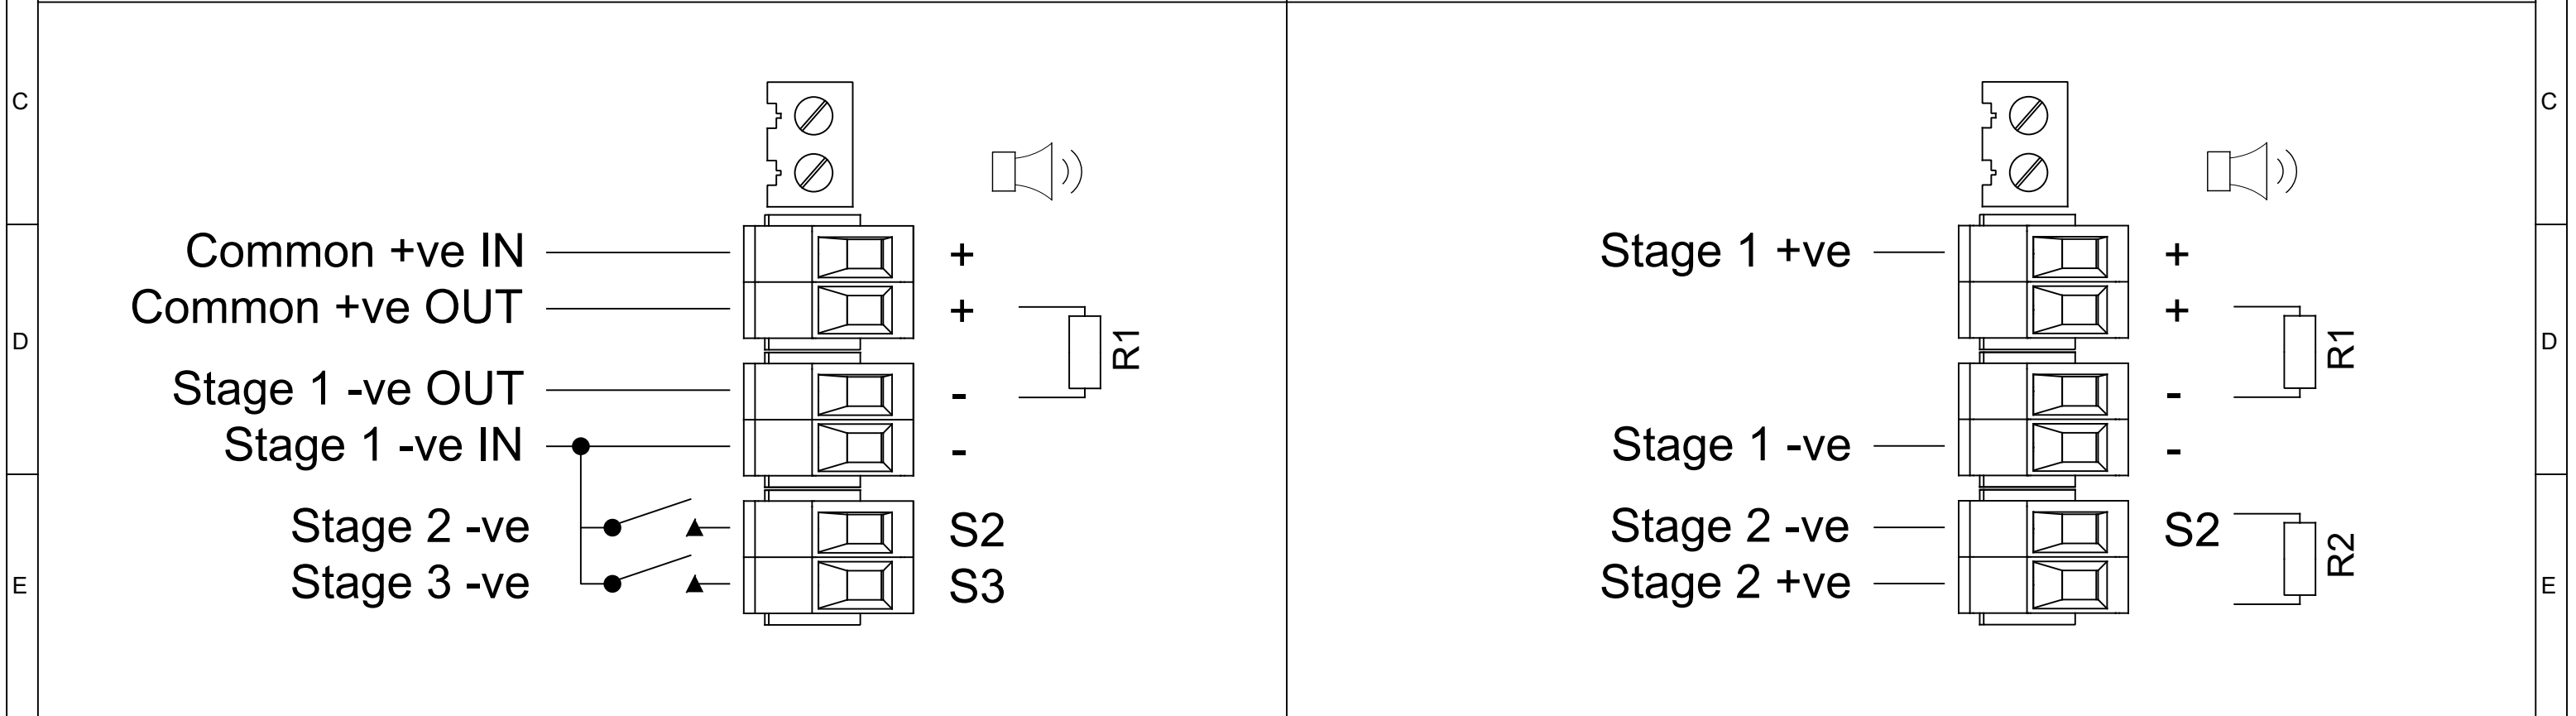 C
C
Common +ve IN
+
Common +ve OUT
+
R1
Stage 1 -ve OUT
-
Stage 1 -ve IN
-
Stage 2 -ve
S2
Stage 3 -ve
S3
D
Stage 1 +ve
+
+
R1
-
Stage 1 -ve
-
Stage 2 -ve
S2
R2
Stage 2 +ve
D
E
E